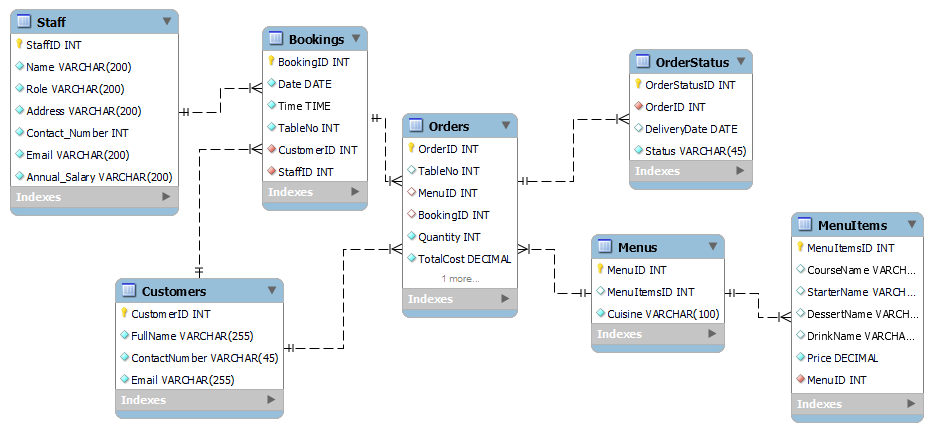 Staff
StaffID INT
Name VARCHAR(200)
Role VARCHAR(200)
Address VARCHAR(200)
Contact_Number INT
Email VARCHAR(200)
Annual_Salary VARCHAR(200)
Indexes
Bookings
BookingID INT
Date DATE
Time TIME
TableNo INT
CustomerID INT
StaffID INT
Indexes
Orders
OrderID INT
TableNo INT
MenuID INT
BookingID INT
Quantity INT
TotalCost DECIMAL
1 more...
Indexes
OrderStatus
OrderStatusID INT
OrderID INT
DeliveryDate DATE
Status VARCHAR(45)
Indexes
Customers
CustomerID INT
FullName VARCHAR(255)
ContactNumber VARCHAR(45)
Email VARCHAR(255)
Indexes
Menus
MenuID INT
MenuItemsID INT
Cuisine VARCHAR(100)
Indexes
MenuItems
MenuItemsID INT
CourseName VARCH...
StarterName VARC...
DessertName VARC...
DrinkName VARCHA...
Price DECIMAL
MenuID INT
Indexes